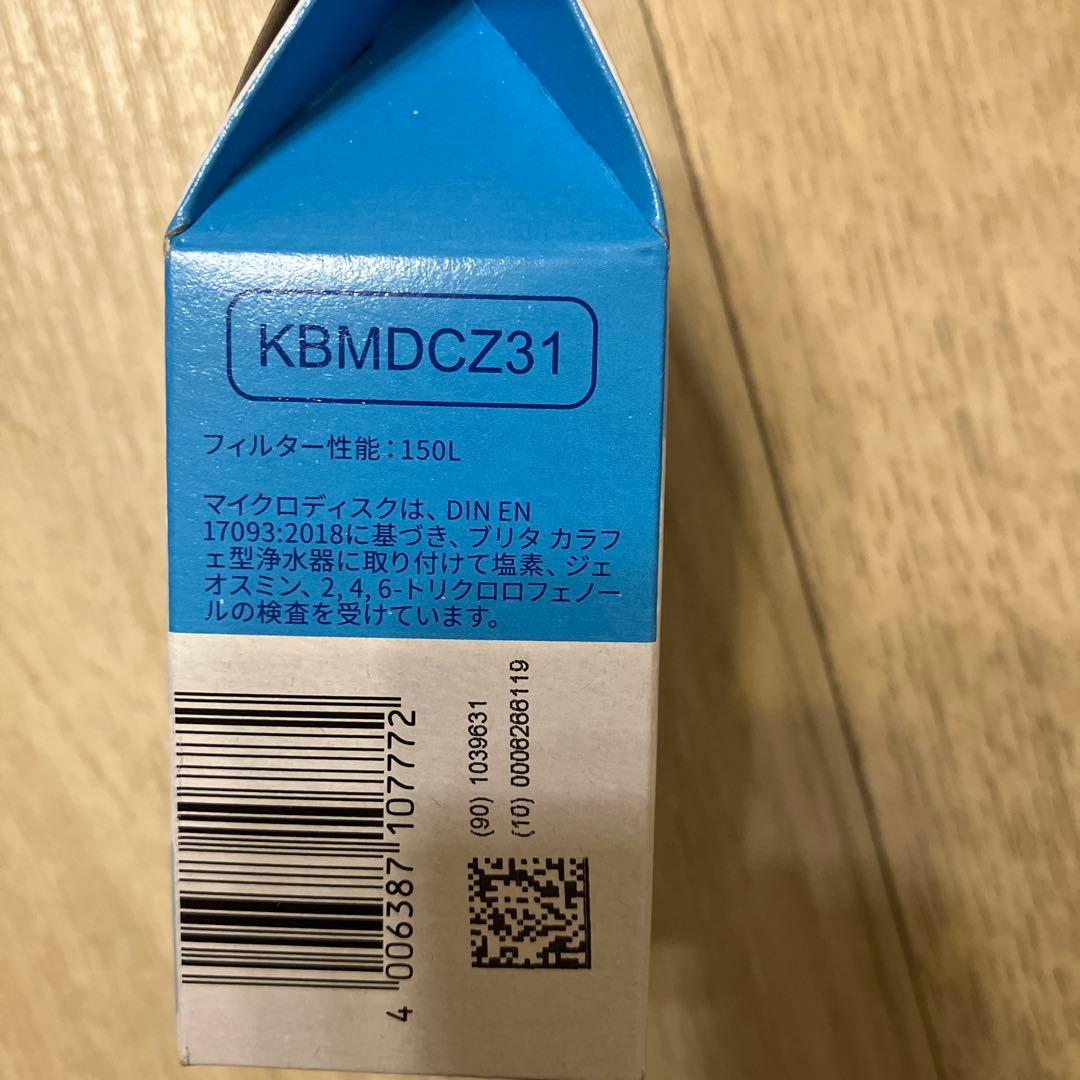 KBMDCZ31
フィルター性能：150L
マイクロディスクは、DIN EN
17093:2018に基づき、ブリタ カラフ
ェ型浄水器に取り付けて塩素、ジェ
オスミン、2, 4, 6-トリクロロフェノー
ルの検査を受けています。
4 006387 107772
(90) 1039631
(10) 0006266119